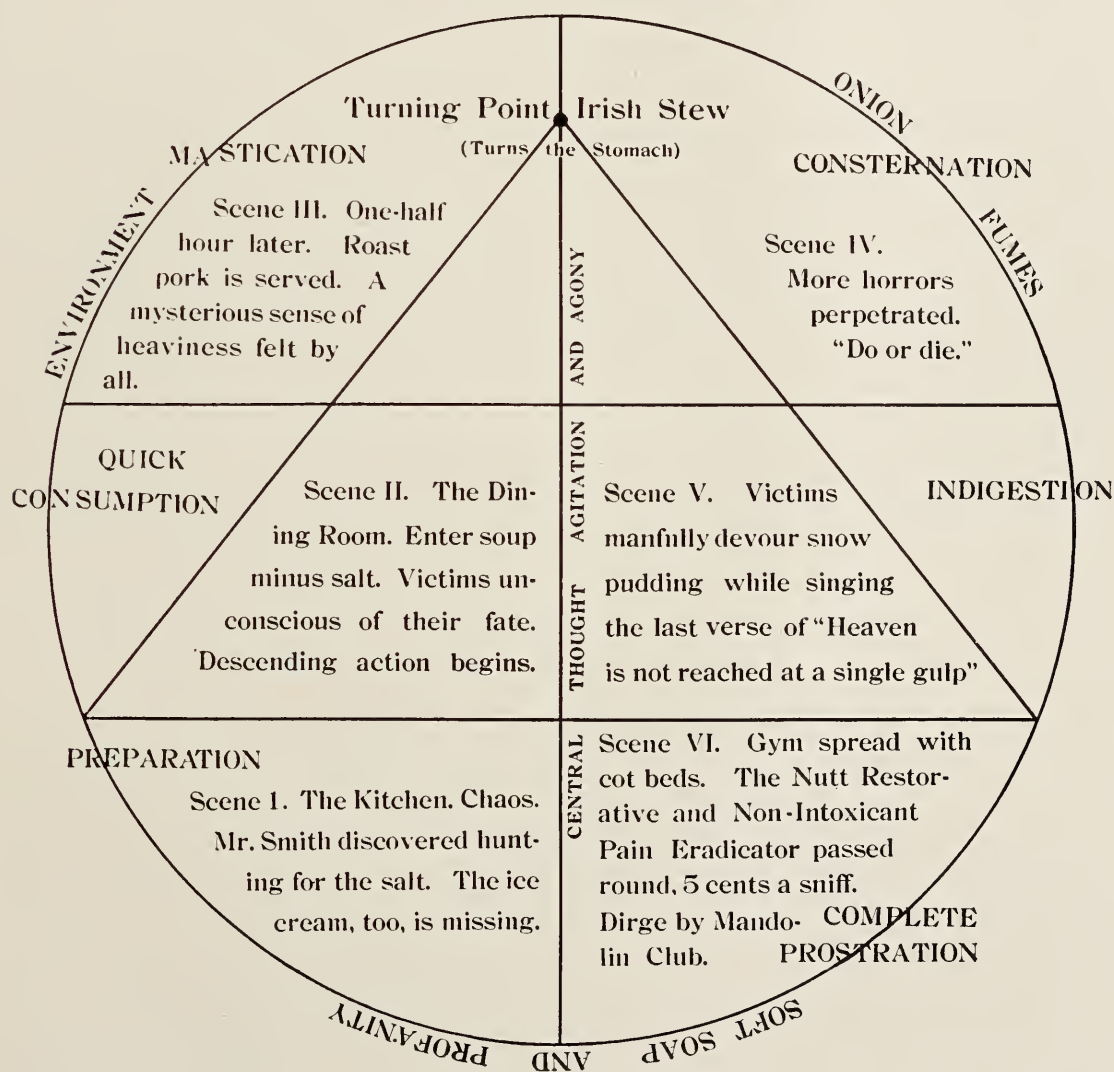 Turning Point Irish Stew
(Turns the Stomach)
MASTICATION
Scene III. One-half
hour later. Roast
pork is served. A
mysterious sense of
heaviness felt by
all.
ENVIRONMENT
ONION FUMES
CONSTERNATION
Scene IV.
More horrors
perpetrated.
"Do or die."
QUICK
CONSUMPTION
Scene II. The Din-
ing Room. Enter soup
minus salt. Victims un-
conscious of their fate.
Descending action begins.
CENTRAL THOUGHT AGITATION AND AGONY
INDIGESTION
Scene V. Victims
manfully devour snow
pudding while singing
the last verse of "Heaven
is not reached at a single gulp"
PREPARATION
Scene I. The Kitchen. Chaos.
Mr. Smith discovered hunt-
ing for the salt. The ice
cream, too, is missing.
Scene VI. Gym spread with
cot beds. The Nutt Restor-
ative and Non-Intoxicant
Pain Eradicator passed
round, 5 cents a sniff.
Dirge by Mando-
lin Club.
COMPLETE
PROSTRATION
SOFT SOAP AND PROFANITY